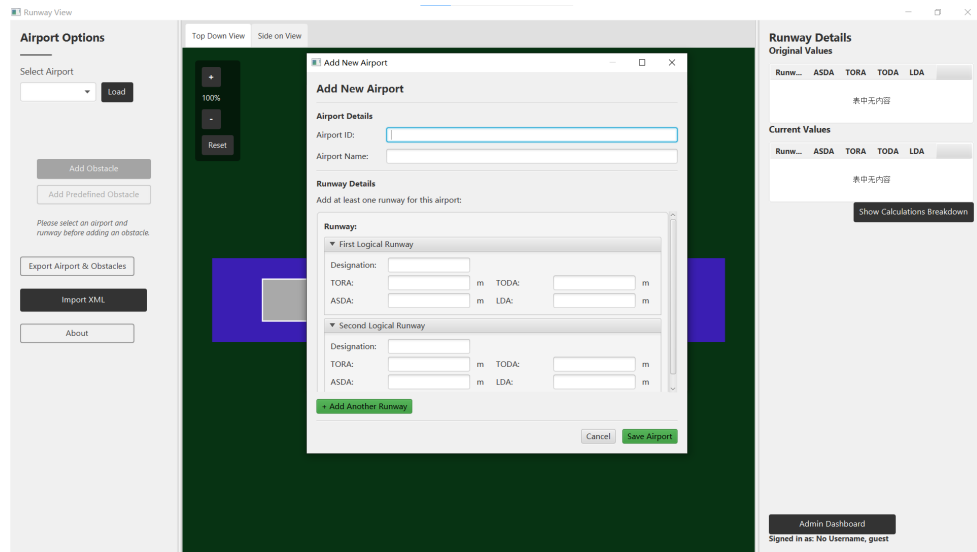 Runway View
Airport Options
Select Airport
Load
Add Obstacle
Add Predefined Obstacle
Please select an airport and
runway before adding an obstacle.
Export Airport & Obstacles
Import XML
About
Top Down View
Side on View
+
100%
-
Reset
Add New Airport
Add New Airport
Airport Details
Airport ID:
Airport Name:
Runway Details
Add at least one runway for this airport:
Runway:
First Logical Runway
Designation:
TORA: m TODA: m
ASDA: m LDA: m
Second Logical Runway
Designation:
TORA: m TODA: m
ASDA: m LDA: m
+ Add Another Runway
Cancel Save Airport
Runway Details
Original Values
Runw... ASDA TORA TODA LDA
表中无内容
Current Values
Runw... ASDA TORA TODA LDA
表中无内容
Show Calculations Breakdown
Admin Dashboard
Signed in as: No Username, guest